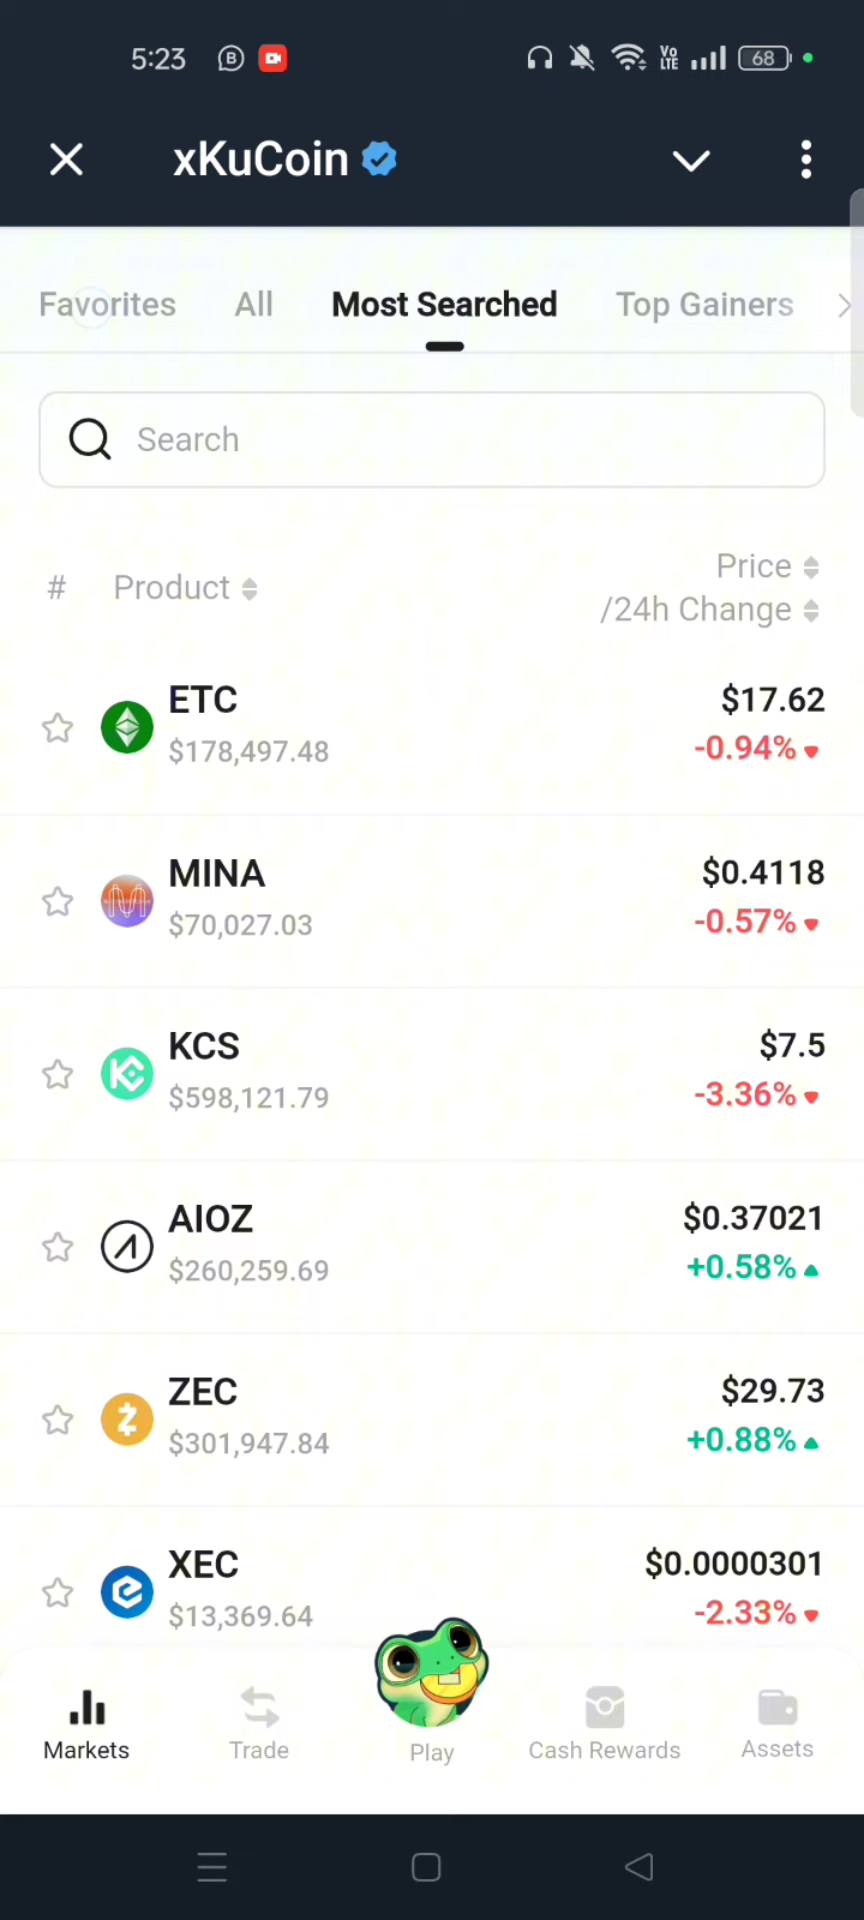 5:23
B
Vo
LTE
68
xKuCoin
Favorites All Most Searched Top Gainers
Search
# Product
Price
/24h Change
ETC
$17.62
$178,497.48
-0.94%
MINA
$0.4118
$70,027.03
-0.57%
KCS
$7.5
$598,121.79
-3.36%
AIOZ
$0.37021
$260,259.69
+0.58%
ZEC
$29.73
$301,947.84
+0.88%
XEC
$0.0000301
$13,369.64
-2.33%
Markets Trade Play Cash Rewards Assets